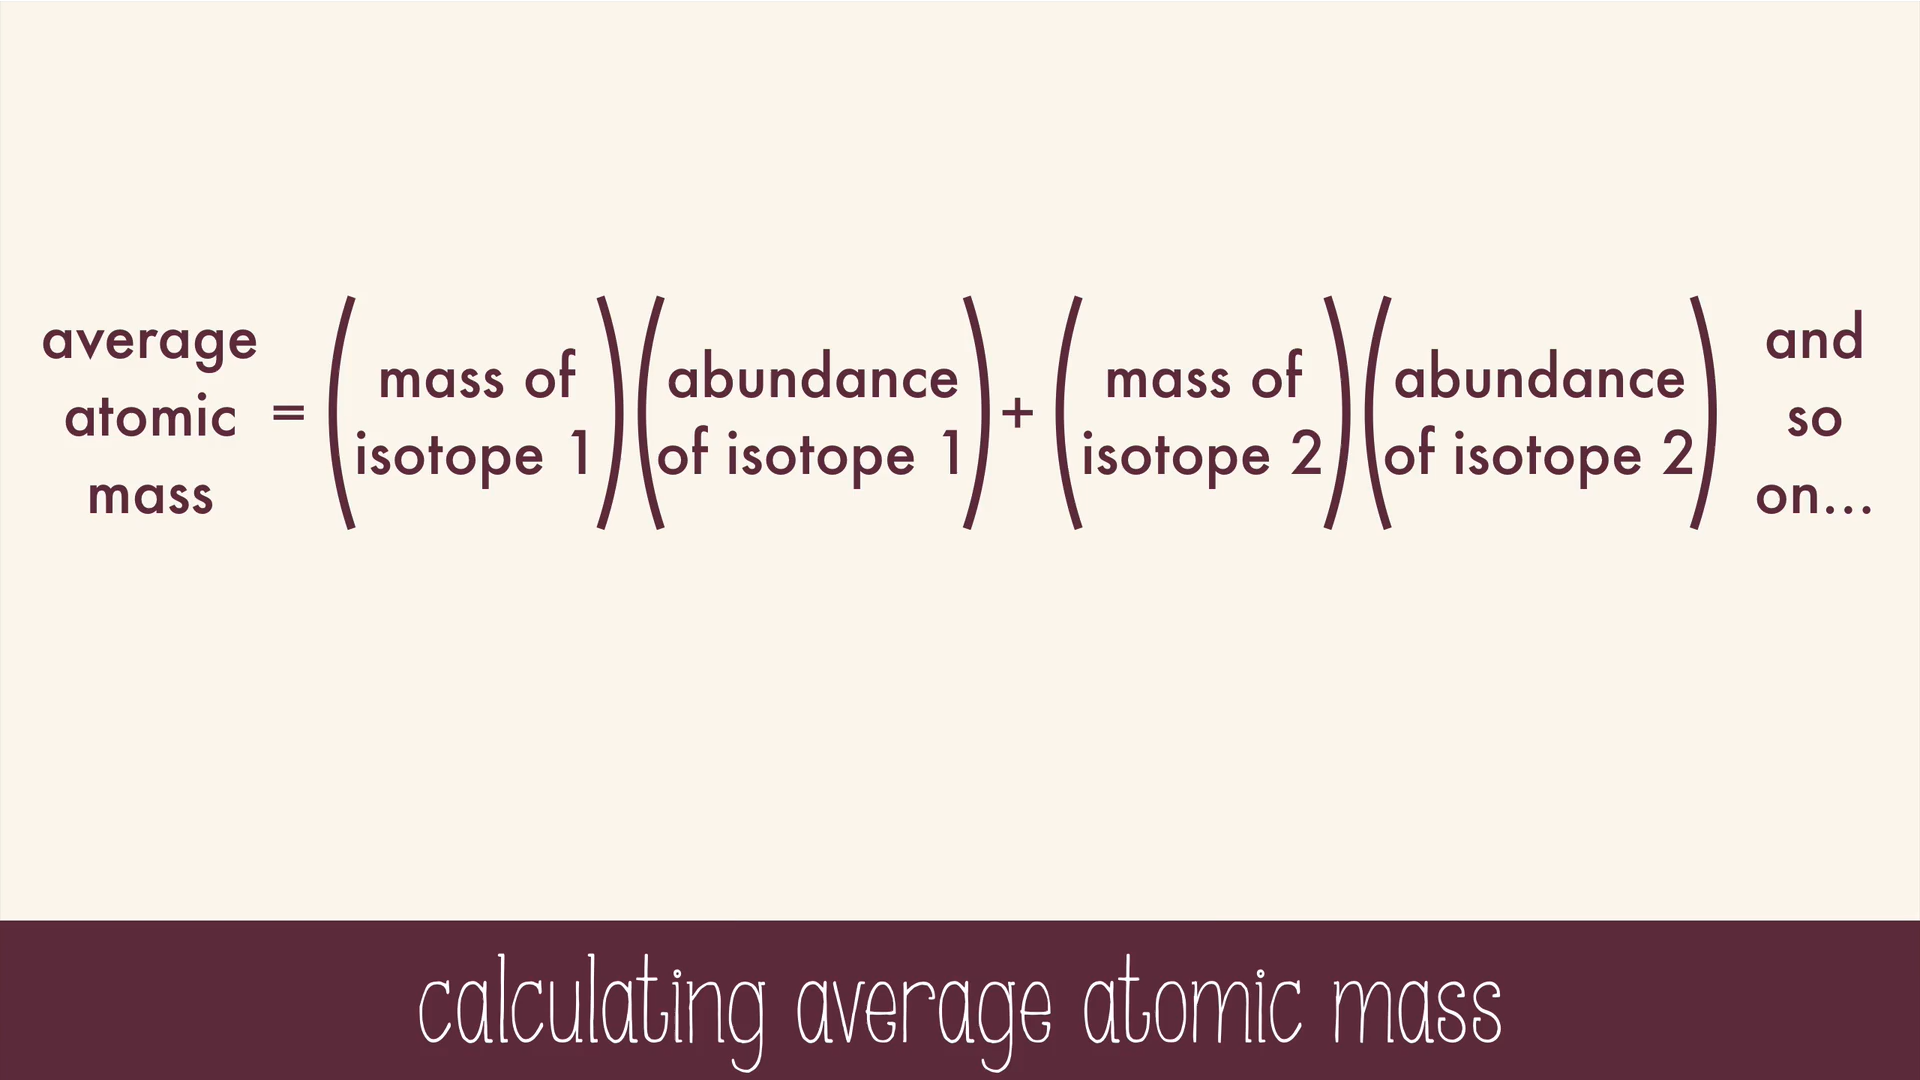 average
atomic
mass
=
( mass of
isotope 1 )
( abundance
of isotope 1 )
+
( mass of
isotope 2 )
( abundance
of isotope 2 )
and
so
on...
calculating average atomic mass